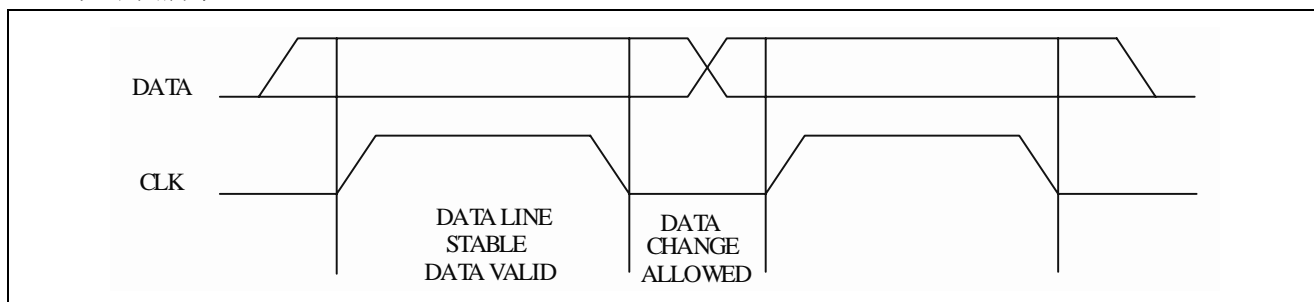 DATA
CLK
DATA LINE
STABLE
DATA VALID
DATA
CHANGE
ALLOWED